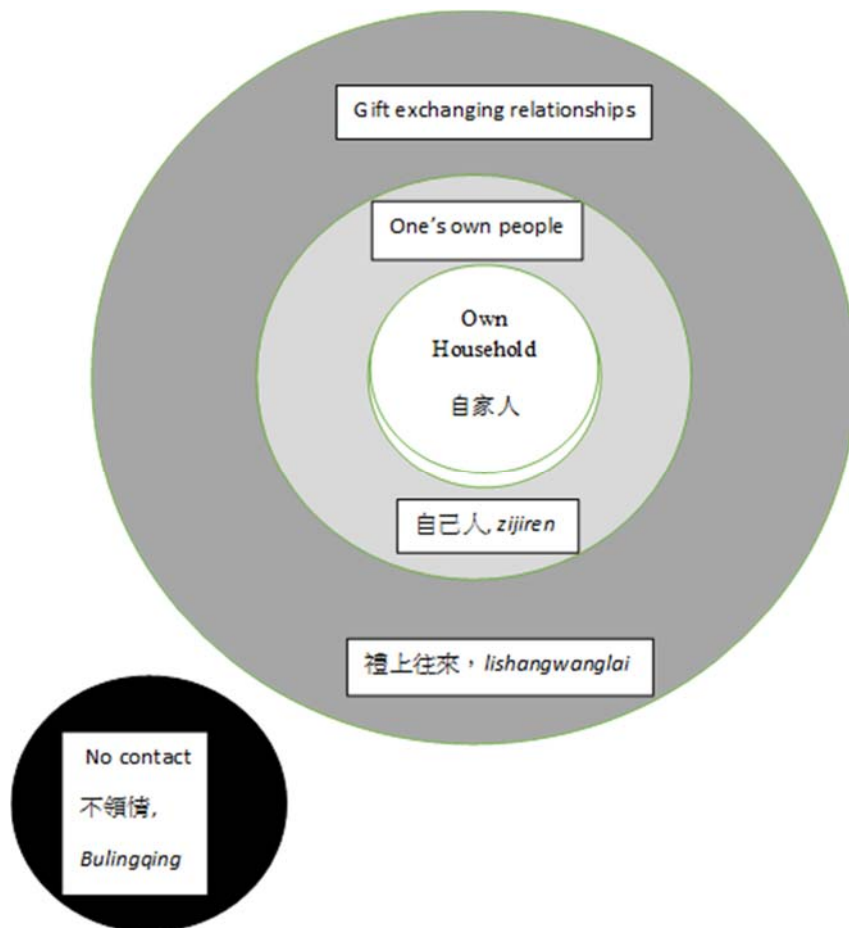 Gift exchanging relationships
One's own people
Own
Household
自家人
自己人, zijiren
禮上往來，lishangwanglai
No contact
不領情,
Bulingqing